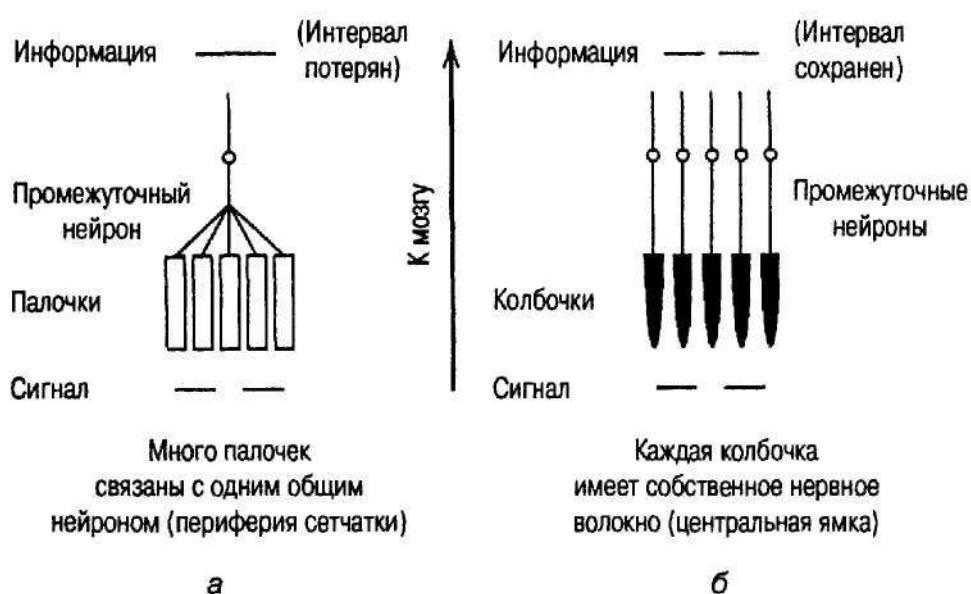 Информация
(Интервал
потерян)
Промежуточный
нейрон
Палочки
Сигнал
Много палочек
связаны с одним общим
нейроном (периферия сетчатки)
а
К мозгу
Информация
(Интервал
сохранен)
Промежуточные
нейроны
Колбочки
Сигнал
Каждая колбочка
имеет собственное нервное
волокно (центральная ямка)
б